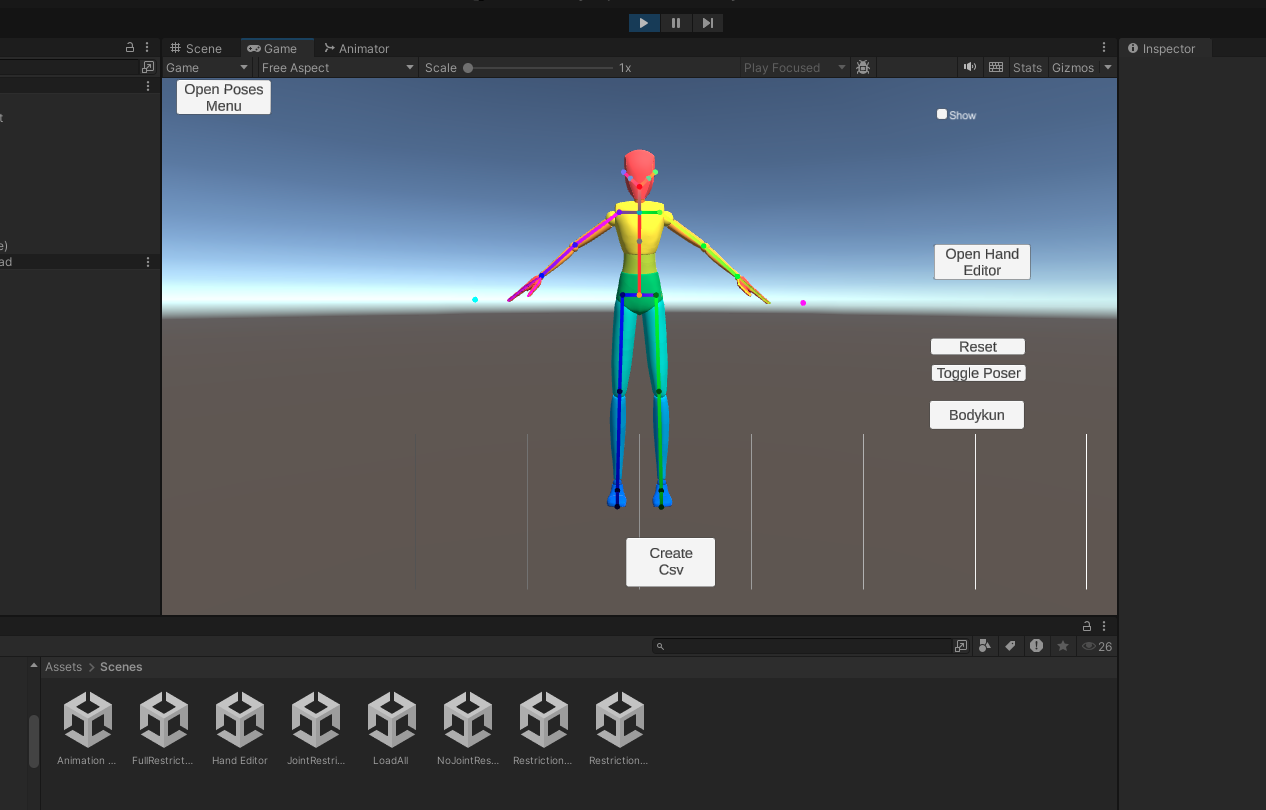 Scene
Game
Animator
Inspector
Game
Free Aspect
Scale
1x
Play Focused
Stats
Gizmos
Open Poses
Menu
Show
t
Open Hand
Editor
e)
ad
Reset
Toggle Poser
Bodykun
Create
Csv
26
Assets > Scenes
Animation ...
FullRestrict...
Hand Editor
JointRestri...
LoadAll
NoJointRes...
Restriction...
Restriction...